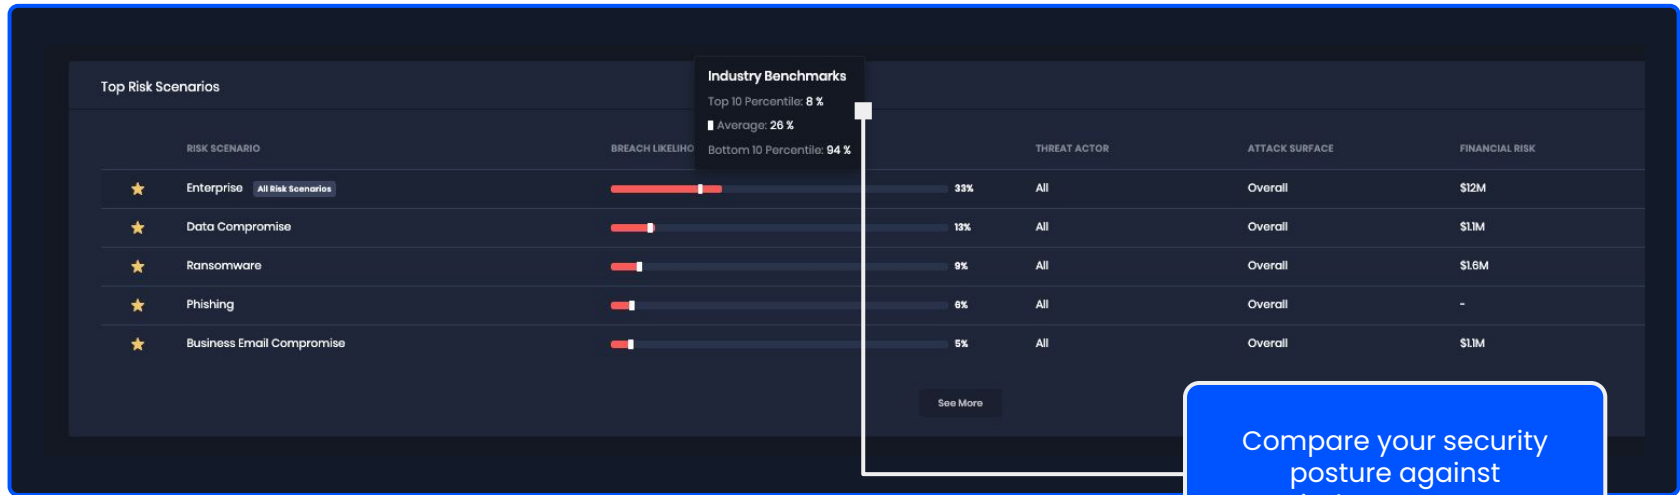 Top Risk Scenarios
Industry Benchmarks
Top 10 Percentile: 8 %
Average: 26 %
Bottom 10 Percentile: 94 %
RISK SCENARIO BREACH LIKELIHO THREAT ACTOR ATTACK SURFACE FINANCIAL RISK
Enterprise All Risk Scenarios 33% All Overall $12M
Data Compromise 13% All Overall $1.1M
Ransomware 9% All Overall $1.6M
Phishing 6% All Overall -
Business Email Compromise 5% All Overall $1.1M
See More
Compare your security
posture against